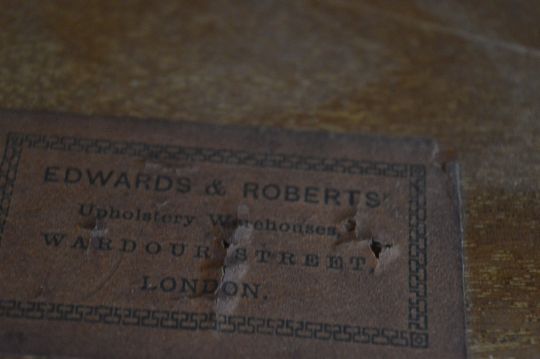 EDWARDS & ROBERTS'
Upholstery Warehouses,
WARDOUR STREET,
LONDON.